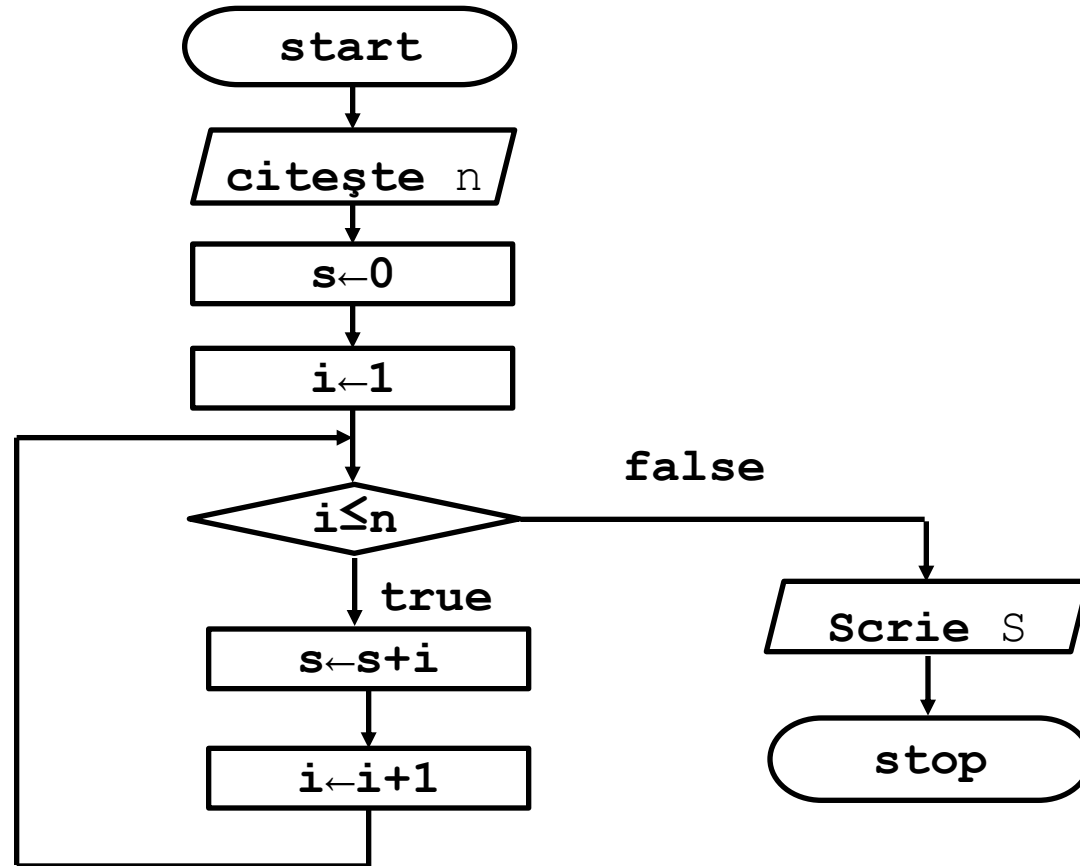 start
citeşte n
s←0
i←1
i≤n
false
true
s←s+i
i←i+1
Scrie S
stop